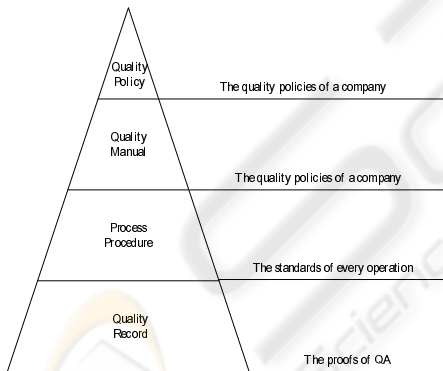 Quality
Policy
The quality policies of a company
Quality
Manual
The quality policies of a company
Process
Procedure
The standards of every operation
Quality
Record
The proofs of QA